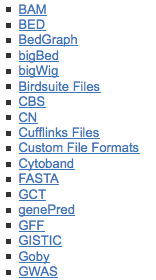 BAM
BED
BedGraph
bigBed
bigWig
Birdsuite Files
CBS
CN
Cufflinks Files
Custom File Formats
Cytoband
FASTA
GCT
genePred
GFF
GISTIC
Goby
GWAS